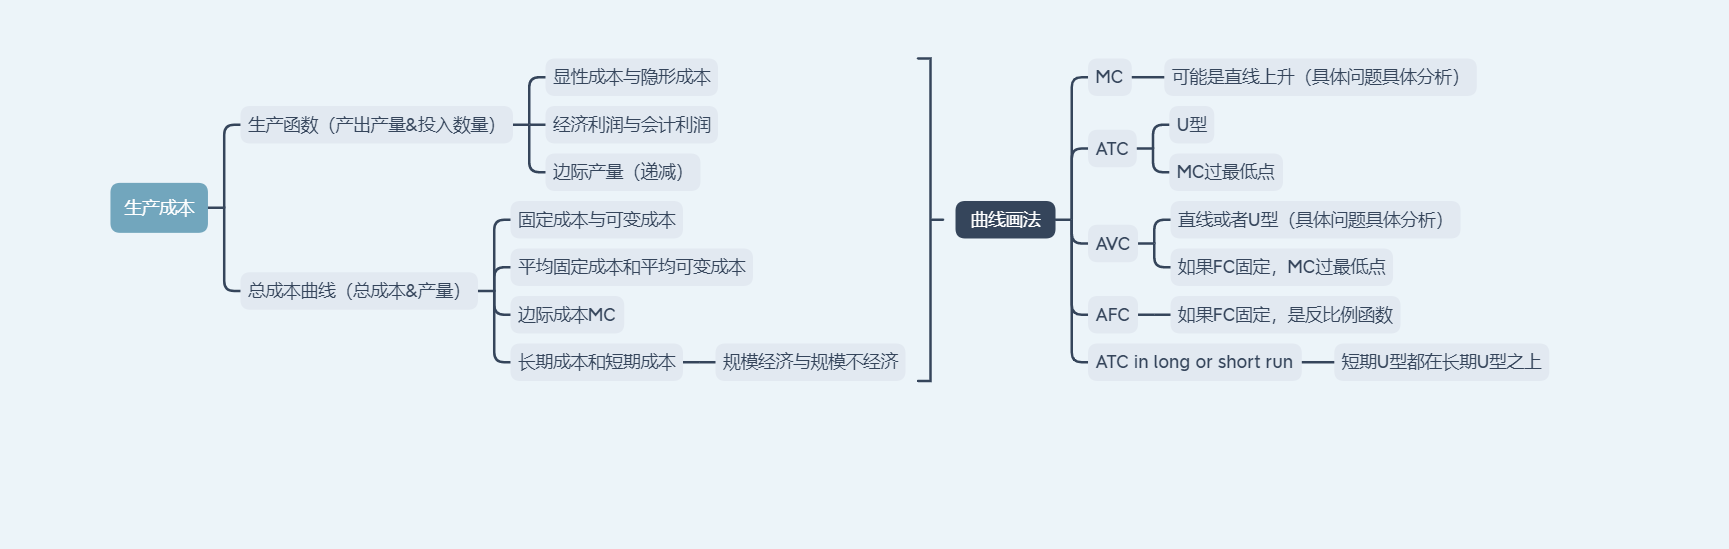 生产成本
生产函数（产出产量&投入数量）
显性成本与隐形成本
经济利润与会计利润
边际产量（递减）
总成本曲线（总成本&产量）
固定成本与可变成本
平均固定成本和平均可变成本
边际成本MC
长期成本和短期成本
规模经济与规模不经济
曲线画法
MC
可能是直线上升（具体问题具体分析）
ATC
U型
MC过最低点
AVC
直线或者U型（具体问题具体分析）
如果FC固定，MC过最低点
AFC
如果FC固定，是反比例函数
ATC in long or short run
短期U型都在长期U型之上